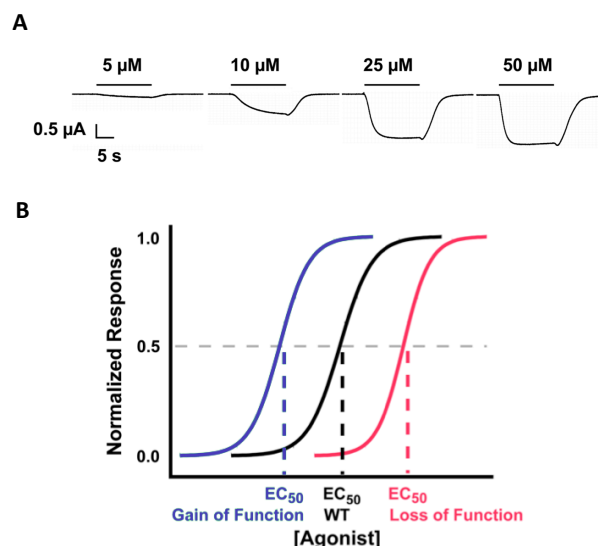 A
5 µM 10 µM 25 µM 50 µM
0.5 µA
5 s
B
Normalized Response
1.0
0.5
0.0
EC50 EC50 EC50
Gain of Function WT Loss of Function
[Agonist]